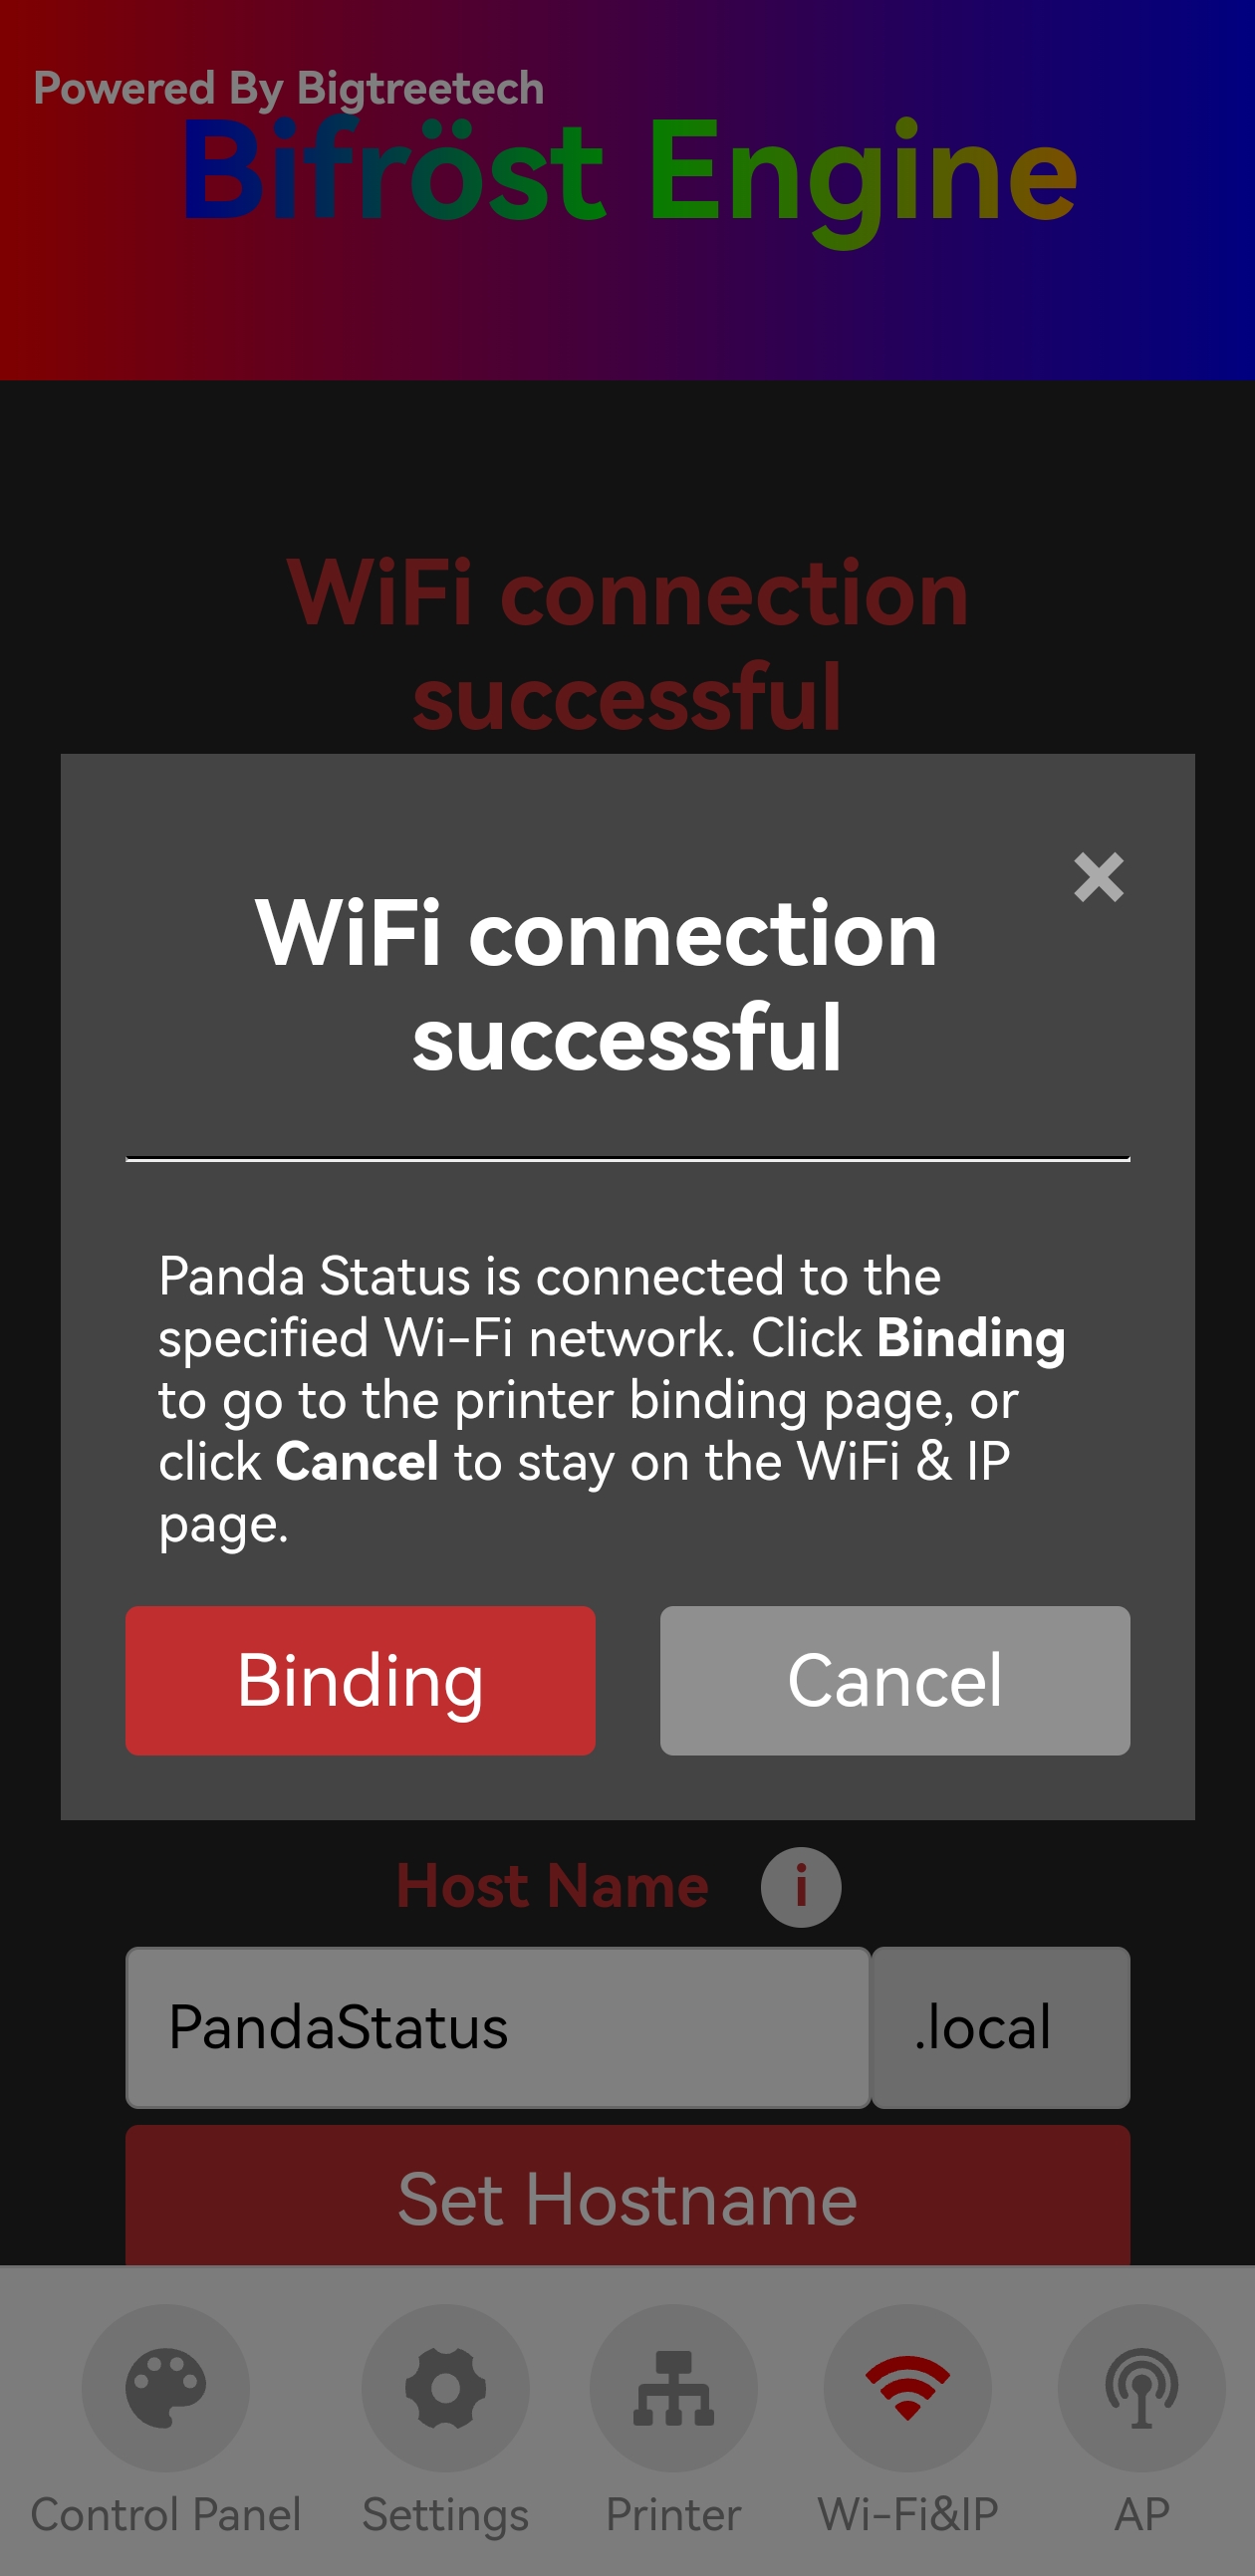 Powered By Bigtreetech
Bifröst Engine
WiFi connection
successful
×
WiFi connection
successful
Panda Status is connected to the
specified Wi-Fi network. Click Binding
to go to the printer binding page, or
click Cancel to stay on the WiFi & IP
page.
Binding Cancel
Host Name i
PandaStatus .local
Set Hostname
Control Panel Settings Printer Wi-Fi&IP AP